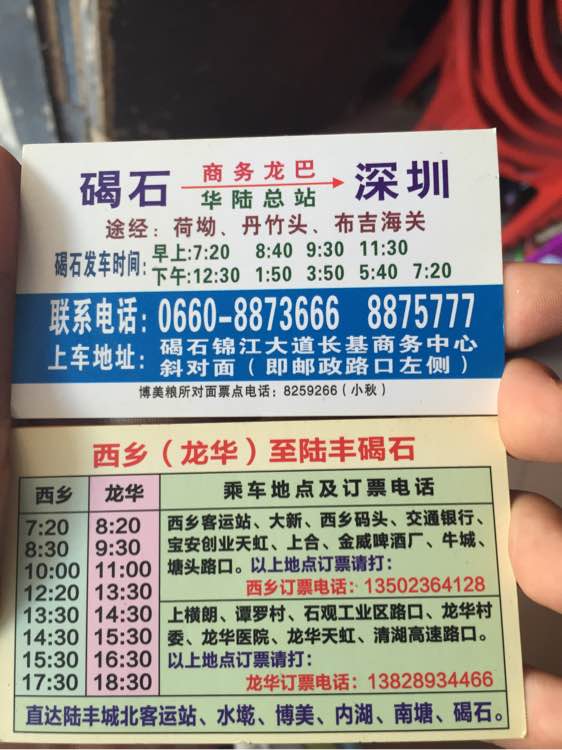 商务龙巴
碣石 深圳
华陆总站
途经：荷坳、丹竹头、布吉海关
碣石发车时间：早上:7:20 8:40 9:30 11:30
下午:12:30 1:50 3:50 5:40 7:20
联系电话：0660-8873666 8875777
上车地址：碣石锦江大道长基商务中心
斜对面（即邮政路口左侧）
博美粮所对面票点电话：8259266（小秋）
西乡（龙华）至陆丰碣石
西乡 龙华 乘车地点及订票电话
7:20 8:20
8:30 9:30
10:00 11:00
12:20 13:30
13:30 14:30
14:30 15:30
15:30 16:30
17:30 18:30
西乡客运站、大新、西乡码头、交通银行、
宝安创业天虹、上合、金威啤酒厂、牛城、
塘头路口。以上地点订票请打：
西乡订票电话：13502364128
上横朗、谭罗村、石观工业区路口、龙华村
委、龙华医院、龙华天虹、清湖高速路口。
以上地点订票请打：
龙华订票电话：13828934466
直达陆丰城北客运站、水墘、博美、内湖、南塘、碣石。